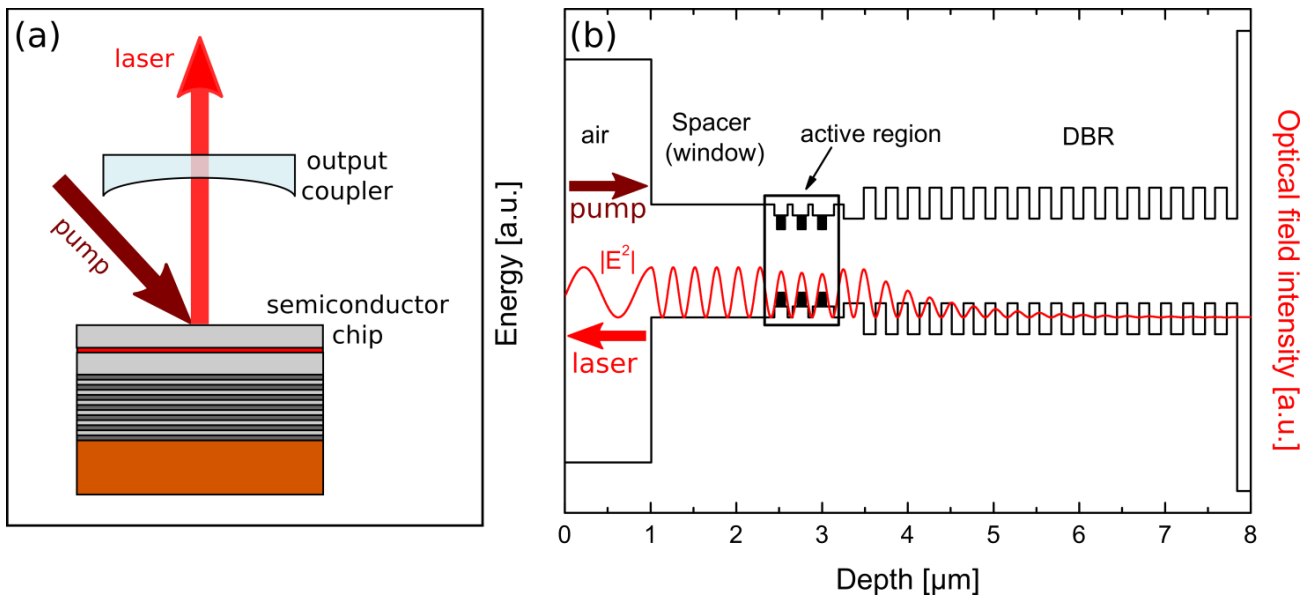 (a)
laser
output
coupler
pump
semiconductor
chip
(b)
air
Spacer
(window)
active region
DBR
pump
|E²|
laser
Energy [a.u.]
Optical field intensity [a.u.]
0 1 2 3 4 5 6 7 8
Depth [µm]